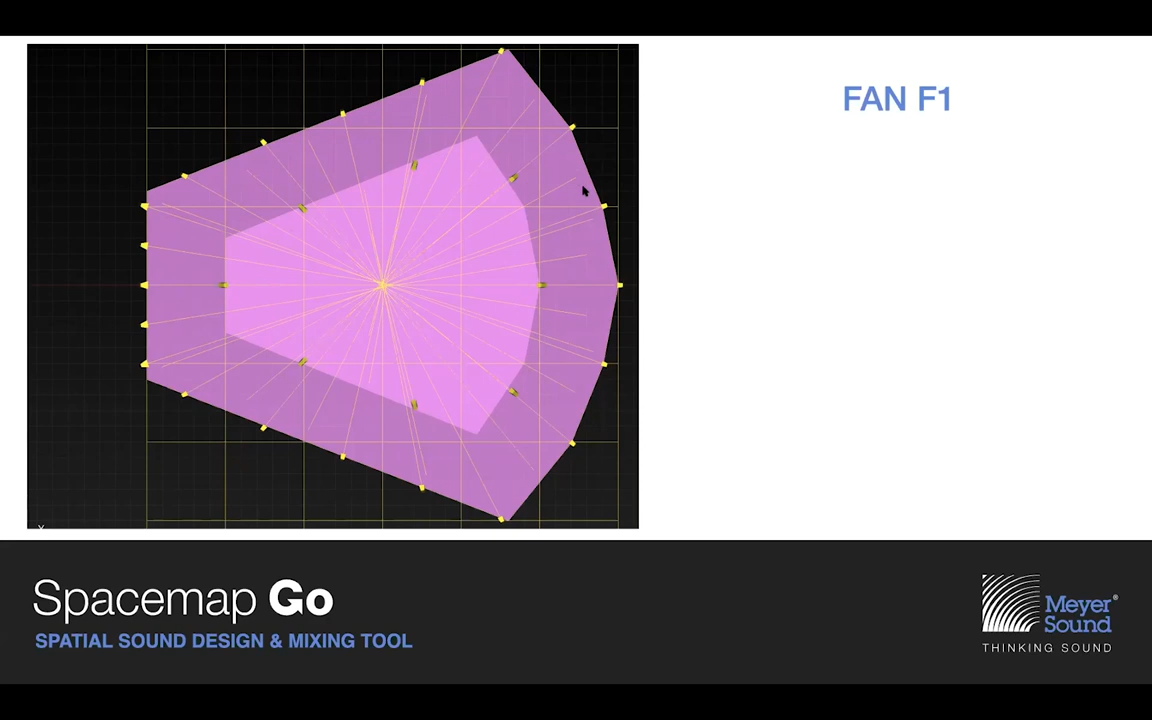 FAN F1
Spacemap Go
SPATIAL SOUND DESIGN & MIXING TOOL
Meyer®
Sound
THINKING SOUND